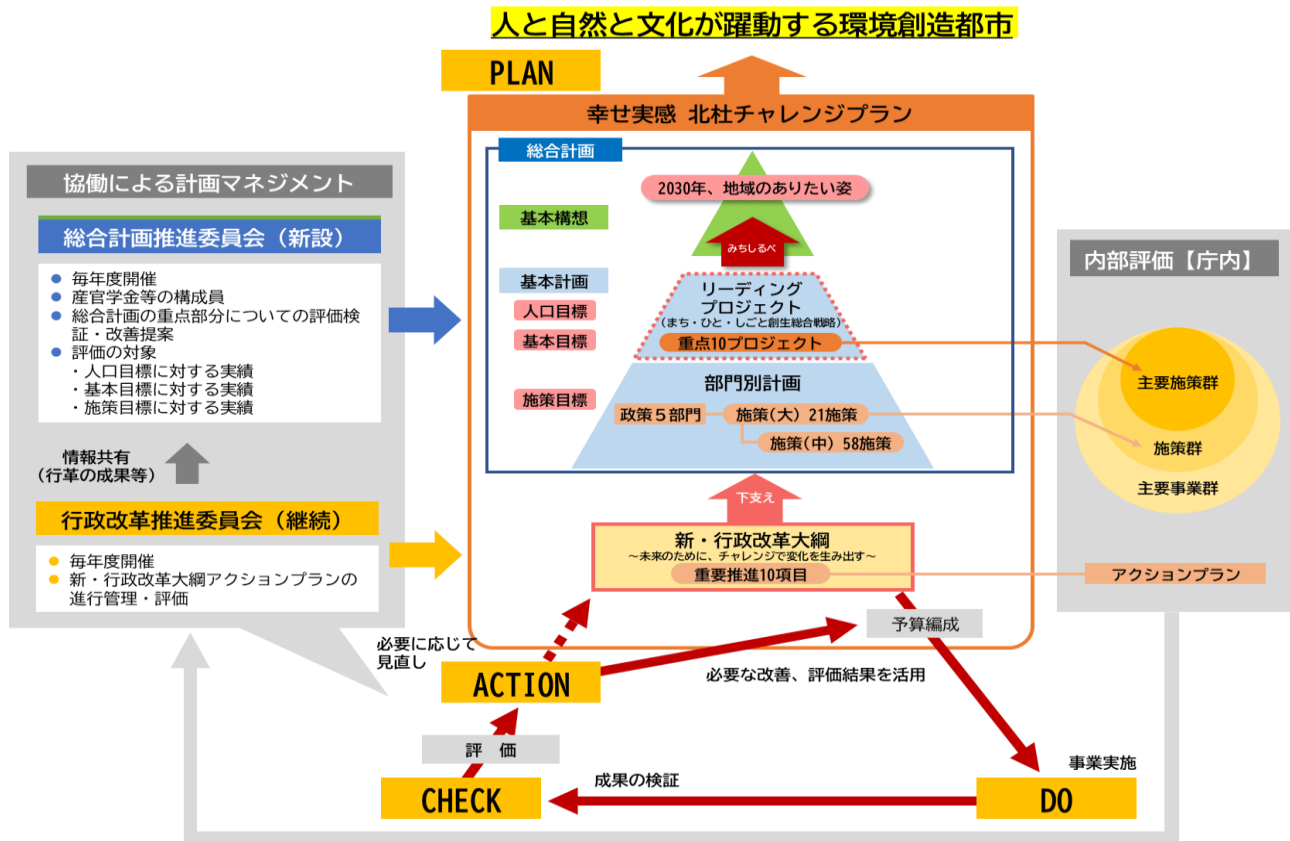 人と自然と文化が躍動する環境創造都市
PLAN
幸せ実感 北杜チャレンジプラン
総合計画
2030年、地域のありたい姿
基本構想
みちしるべ
基本計画
人口目標
基本目標
施策目標
リーディング
プロジェクト
(まち・ひと・しごと創生総合戦略)
重点10プロジェクト
部門別計画
政策5部門
施策(大) 21施策
施策(中) 58施策
下支え
新・行政改革大綱
~未来のために、チャレンジで変化を生み出す~
重要推進10項目
協働による計画マネジメント
総合計画推進委員会(新設)
● 毎年度開催
● 産官学金等の構成員
● 総合計画の重点部分についての評価検
証・改善提案
● 評価の対象
・人口目標に対する実績
・基本目標に対する実績
・施策目標に対する実績
情報共有
(行革の成果等)
行政改革推進委員会(継続)
● 毎年度開催
● 新・行政改革大綱アクションプランの
進行管理・評価
内部評価【庁内】
主要施策群
施策群
主要事業群
アクションプラン
予算編成
必要に応じて
見直し
ACTION
必要な改善、評価結果を活用
評 価
CHECK
成果の検証
事業実施
DO